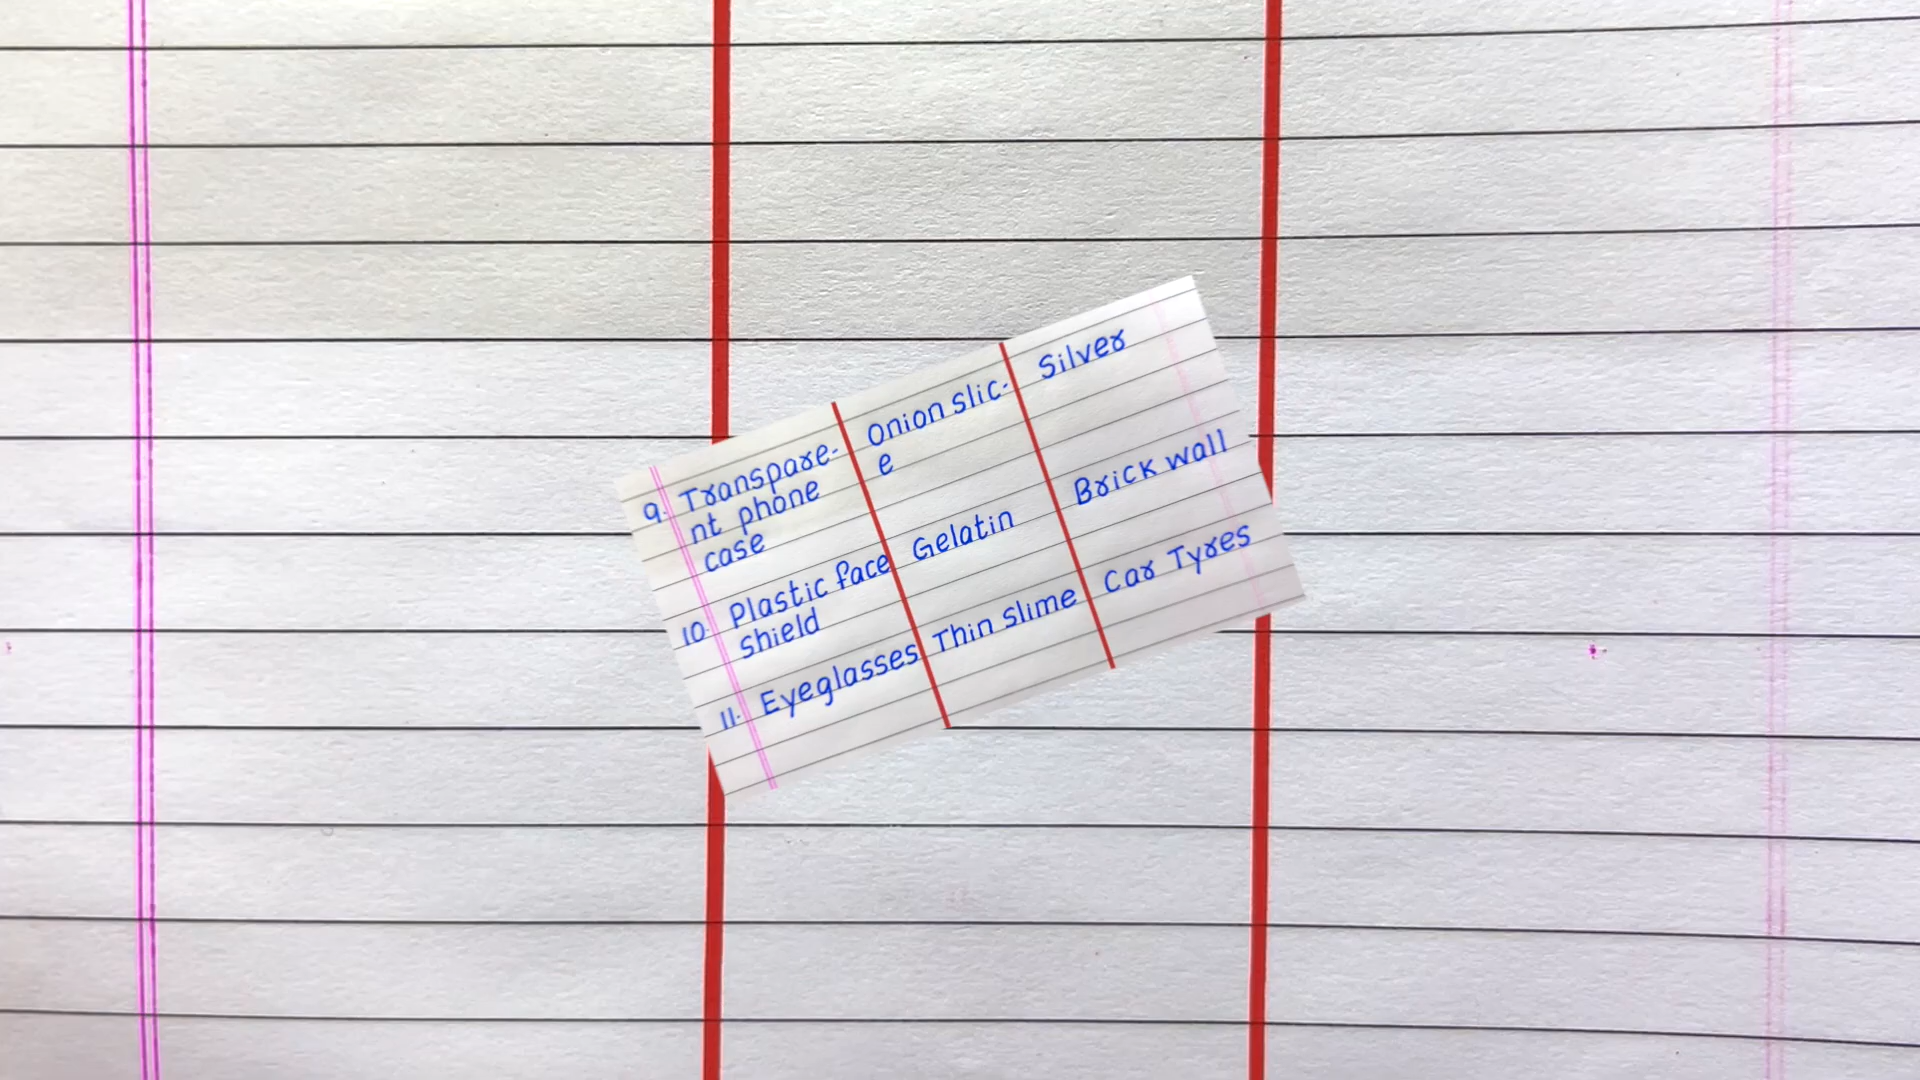 9. Transpare- Onion slic- Silver
nt phone e
case
10. Plastic face Gelatin Brick wall
shield
11. Eyeglasses Thin slime Car Tyres